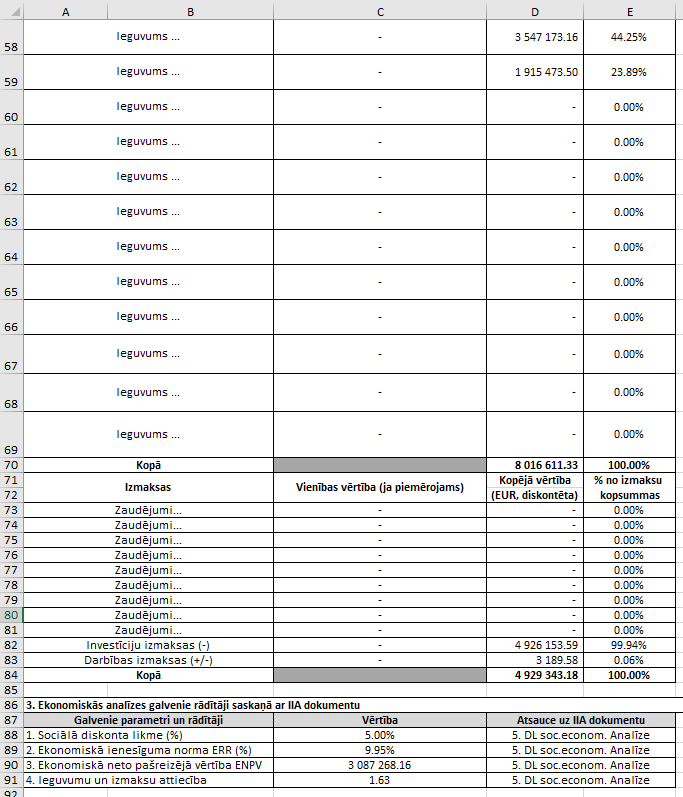 A B C D E
58 Ieguvums ... - 3 547 173.16 44.25%
59 Ieguvums ... - 1 915 473.50 23.89%
60 Ieguvums ... - - 0.00%
61 Ieguvums ... - - 0.00%
62 Ieguvums ... - - 0.00%
63 Ieguvums ... - - 0.00%
64 Ieguvums ... - - 0.00%
65 Ieguvums ... - - 0.00%
66 Ieguvums ... - - 0.00%
67 Ieguvums ... - - 0.00%
68 Ieguvums ... - - 0.00%
69 Ieguvums ... - - 0.00%
70 Kopā 8 016 611.33 100.00%
71 Izmaksas Vienības vērtība (ja piemērojams) Kopējā vērtība % no izmaksu
72 (EUR, diskontēta) kopsummas
73 Zaudējumi... - - 0.00%
74 Zaudējumi... - - 0.00%
75 Zaudējumi... - - 0.00%
76 Zaudējumi... - - 0.00%
77 Zaudējumi... - - 0.00%
78 Zaudējumi... - - 0.00%
79 Zaudējumi... - - 0.00%
80 Zaudējumi... - - 0.00%
81 Zaudējumi... - - 0.00%
82 Investīciju izmaksas (-) - 4 926 153.59 99.94%
83 Darbības izmaksas (+/-) - 3 189.58 0.06%
84 Kopā 4 929 343.18 100.00%
85
86 3. Ekonomiskās analīzes galvenie rādītāji saskaņā ar IIA dokumentu
87 Galvenie parametri un rādītāji Vērtība Atsauce uz IIA dokumentu
88 1. Sociālā diskonta likme (%) 5.00% 5. DL soc.econom. Analīze
89 2. Ekonomiskā ienesīguma norma ERR (%) 9.95% 5. DL soc.econom. Analīze
90 3. Ekonomiskā neto pašreizējā vērtība ENPV 3 087 268.16 5. DL soc.econom. Analīze
91 4. Ieguvumu un izmaksu attiecība 1.63 5. DL soc.econom. Analīze
92